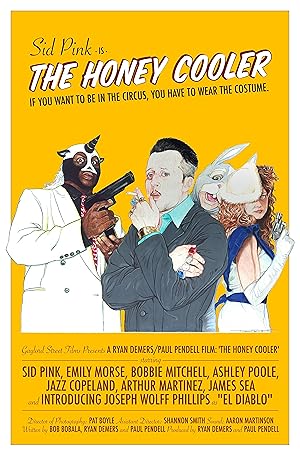 Sid Pink -IS-
THE HONEY COOLER
IF YOU WANT TO BE IN THE CIRCUS, YOU HAVE TO WEAR THE COSTUME.
Gaylord Street Films Presents A RYAN DEMERS/PAUL PENDELL FILM: 'THE HONEY COOLER'
starring
SID PINK, EMILY MORSE, BOBBIE MITCHELL, ASHLEY POOLE,
JAZZ COPELAND, ARTHUR MARTINEZ, JAMES SEA
and INTRODUCING JOSEPH WOLFF PHILLIPS as "EL DIABLO"
Director of Photography: PAT BOYLE Assistant Director: SHANNON SMITH Sound: AARON MARTINSON
Written by BOB BOBALA, RYAN DEMERS and PAUL PENDELL Produced by RYAN DEMERS and PAUL PENDELL